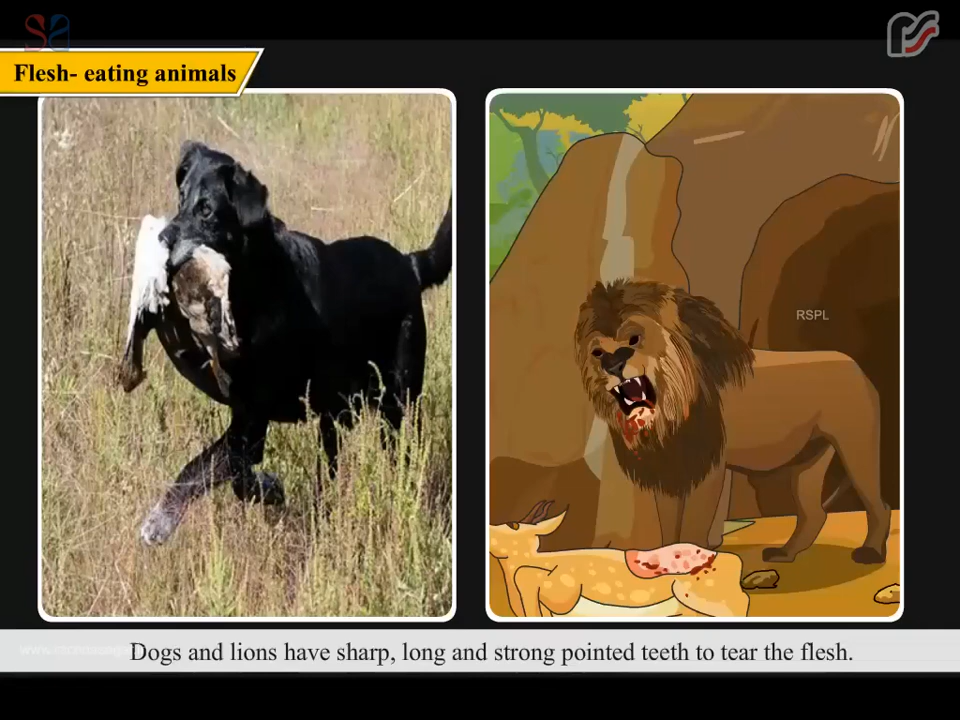 Flesh- eating animals
RSPL
Dogs and lions have sharp, long and strong pointed teeth to tear the flesh.